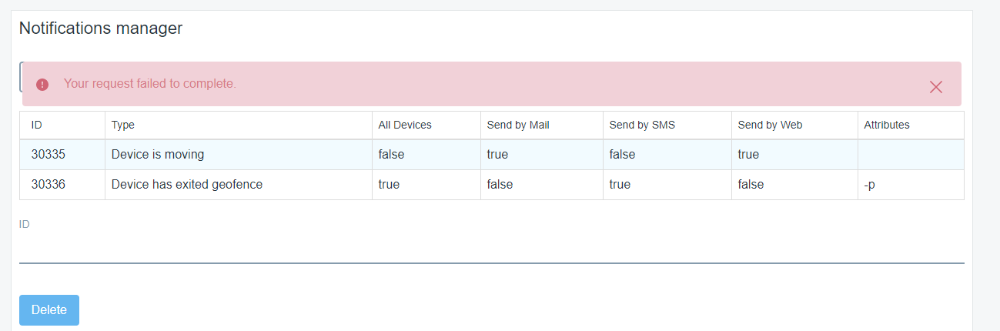 Notifications manager
Your request failed to complete.
ID Type All Devices Send by Mail Send by SMS Send by Web Attributes
30335 Device is moving false true false true
30336 Device has exited geofence true false true false -p
ID
Delete